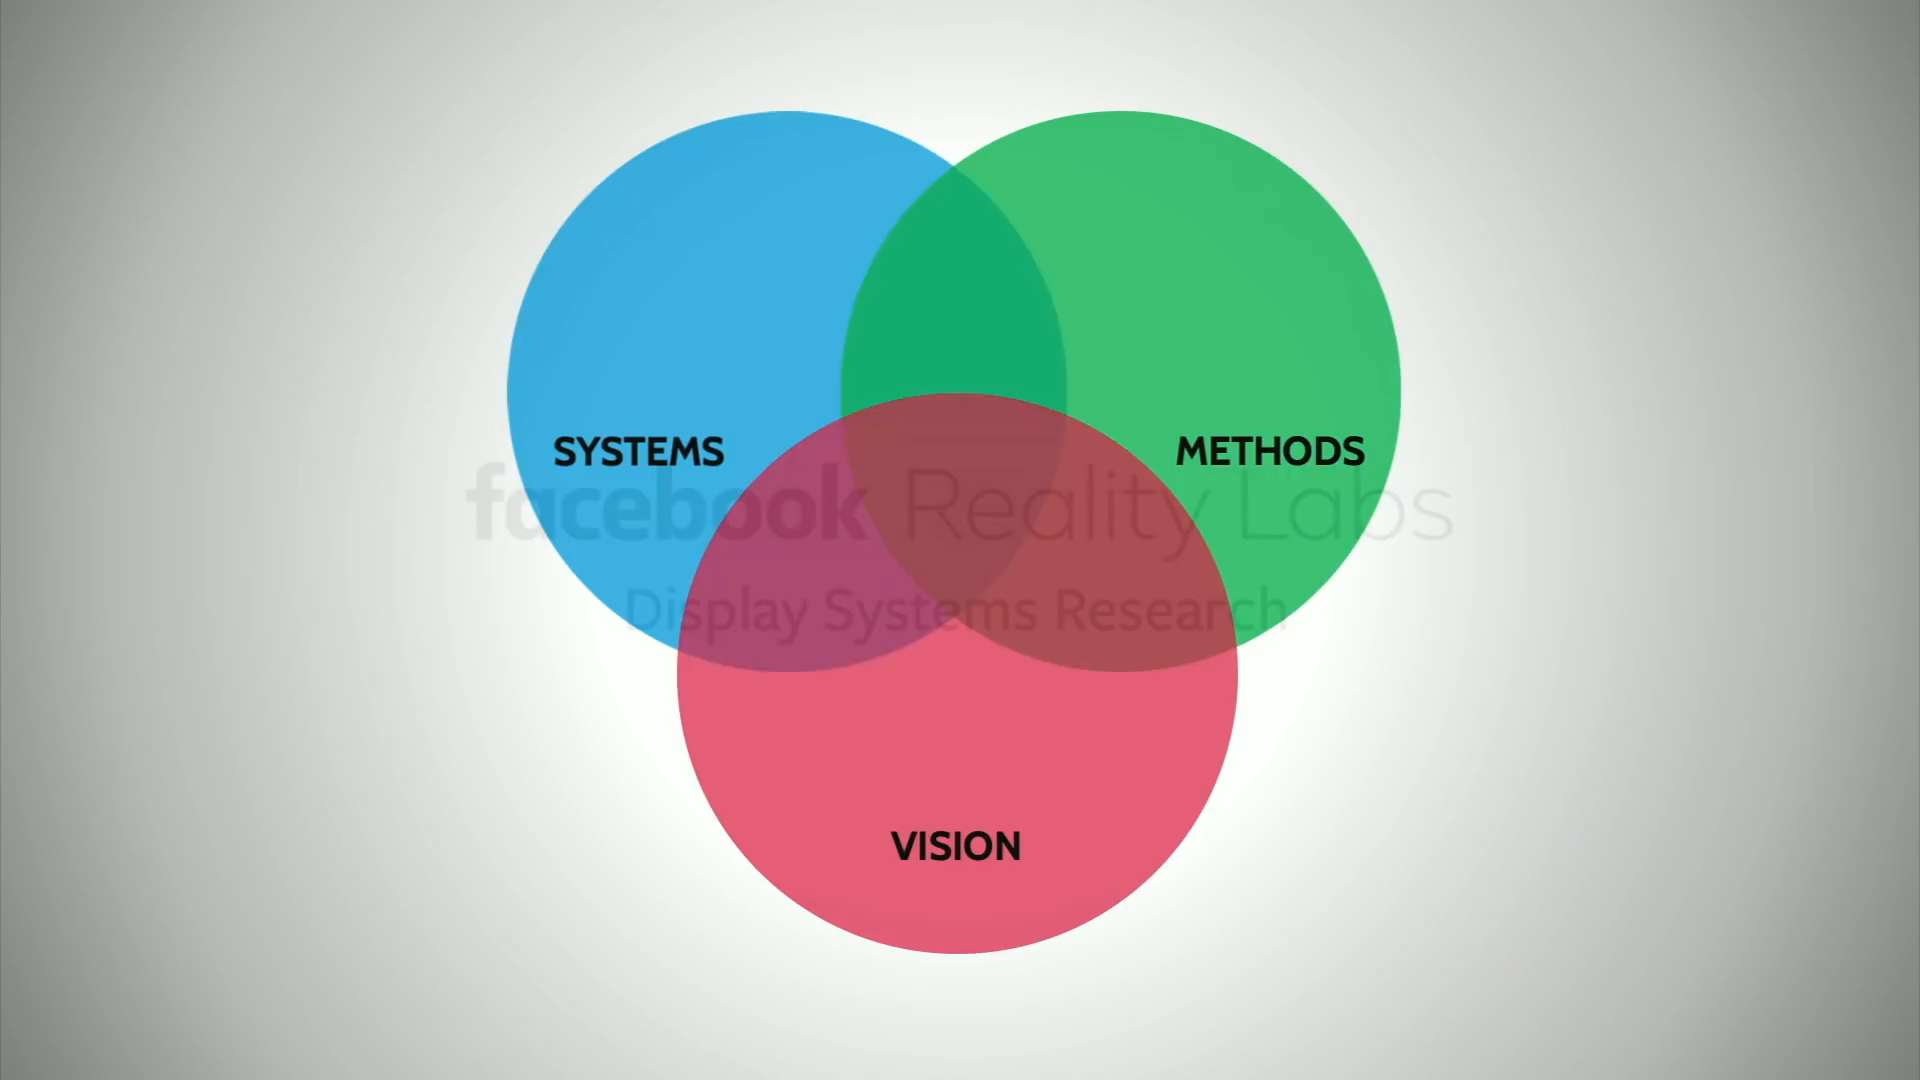 SYSTEMS
METHODS
facebook Reality Labs
Display Systems Research
VISION